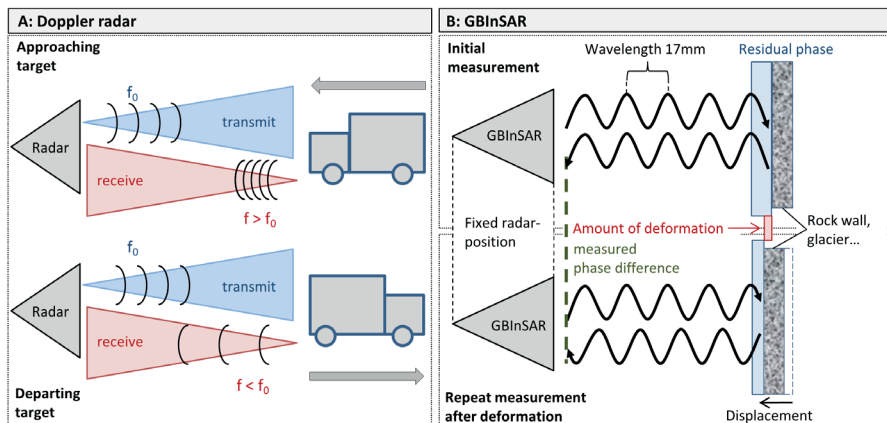 A: Doppler radar
Approaching
target
f₀
transmit
Radar
receive
f > f₀
f₀
transmit
Radar
receive
f < f₀
Departing
target
B: GBInSAR
Initial
measurement
Wavelength 17mm
Residual phase
GBInSAR
Fixed radar-
position
Amount of deformation
measured
phase difference
Rock wall,
glacier...
GBInSAR
Repeat measurement
after deformation
Displacement